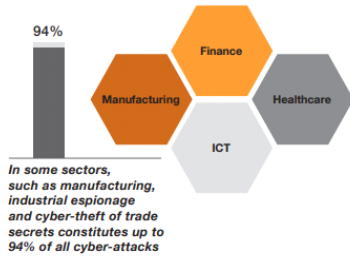 94%
Finance
Manufacturing
Healthcare
ICT
In some sectors,
such as manufacturing,
industrial espionage
and cyber-theft of trade
secrets constitutes up to
94% of all cyber-attacks